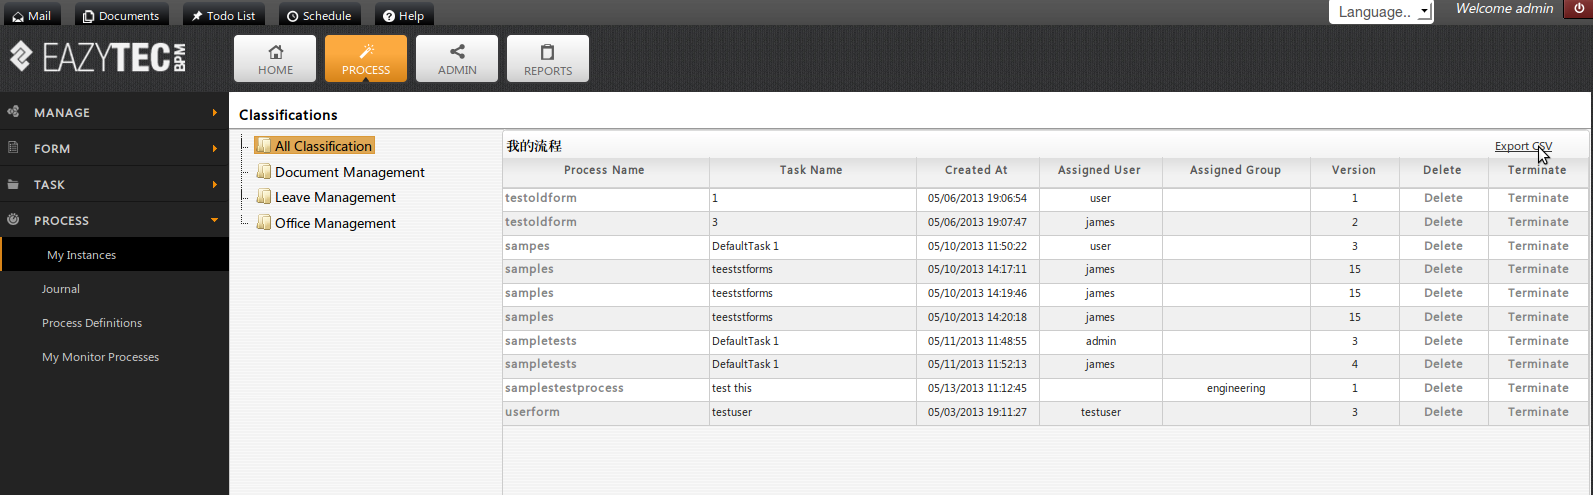 Mail Documents Todo List Schedule Help Language.. Welcome admin
EAZYTEC BPM HOME PROCESS ADMIN REPORTS
MANAGE
FORM
TASK
PROCESS
My Instances
Journal
Process Definitions
My Monitor Processes
Classifications
All Classification
Document Management
Leave Management
Office Management
我的流程 Export CSV
Process Name Task Name Created At Assigned User Assigned Group Version Delete Terminate
testoldform 1 05/06/2013 19:06:54 user 1 Delete Terminate
testoldform 3 05/06/2013 19:07:47 james 2 Delete Terminate
sampes DefaultTask 1 05/10/2013 11:50:22 user 3 Delete Terminate
samples teeststforms 05/10/2013 14:17:11 james 15 Delete Terminate
samples teeststforms 05/10/2013 14:19:46 james 15 Delete Terminate
samples teeststforms 05/10/2013 14:20:18 james 15 Delete Terminate
sampletests DefaultTask 1 05/11/2013 11:48:55 admin 3 Delete Terminate
sampletests DefaultTask 1 05/11/2013 11:52:13 james 4 Delete Terminate
samplestestprocess test this 05/13/2013 11:12:45 engineering 1 Delete Terminate
userform testuser 05/03/2013 19:11:27 testuser 3 Delete Terminate